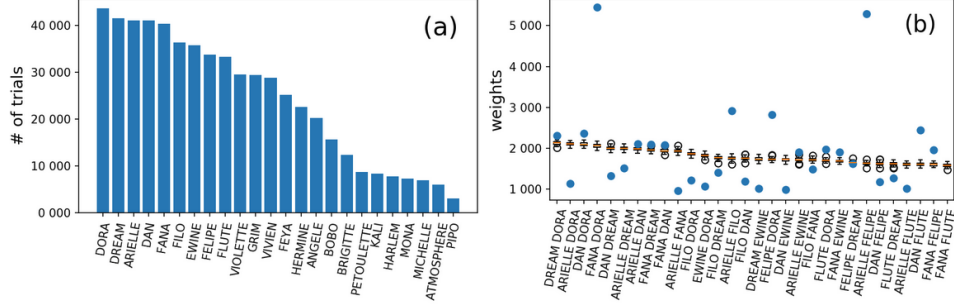 (a)
# of trials
40 000
30 000
20 000
10 000
0 000
DORA
DREAM
ARIELLE
DAN
FANA
FILO
EWINE
FELIPE
FLUTE
VIOLETTE
GRIM
VIVIEN
FEYA
HERMINE
ANGELE
BOBO
BRIGITTE
PETOULETTE
KALI
HARLEM
MONA
MICHELLE
ATMOSPHERE
PIPO
(b)
weights
5 000
3 000
2 000
1 000
DREAM DORA
ARIELLE DORA
DAN DORA
FANA DORA
DAN DREAM
ARIELLE DREAM
ARIELLE DAN
FANA DREAM
FANA DAN
ARIELLE FANA
FILO DORA
EWINE DORA
FILO DREAM
ARIELLE FILO
FILO DAN
DREAM EWINE
FELIPE DORA
DAN EWINE
ARIELLE EWINE
FILO FANA
FLUTE DORA
FANA EWINE
FELIPE DREAM
ARIELLE FELIPE
DAN FELIPE
FLUTE DREAM
ARIELLE FLUTE
DAN FLUTE
FANA FELIPE
FANA FLUTE